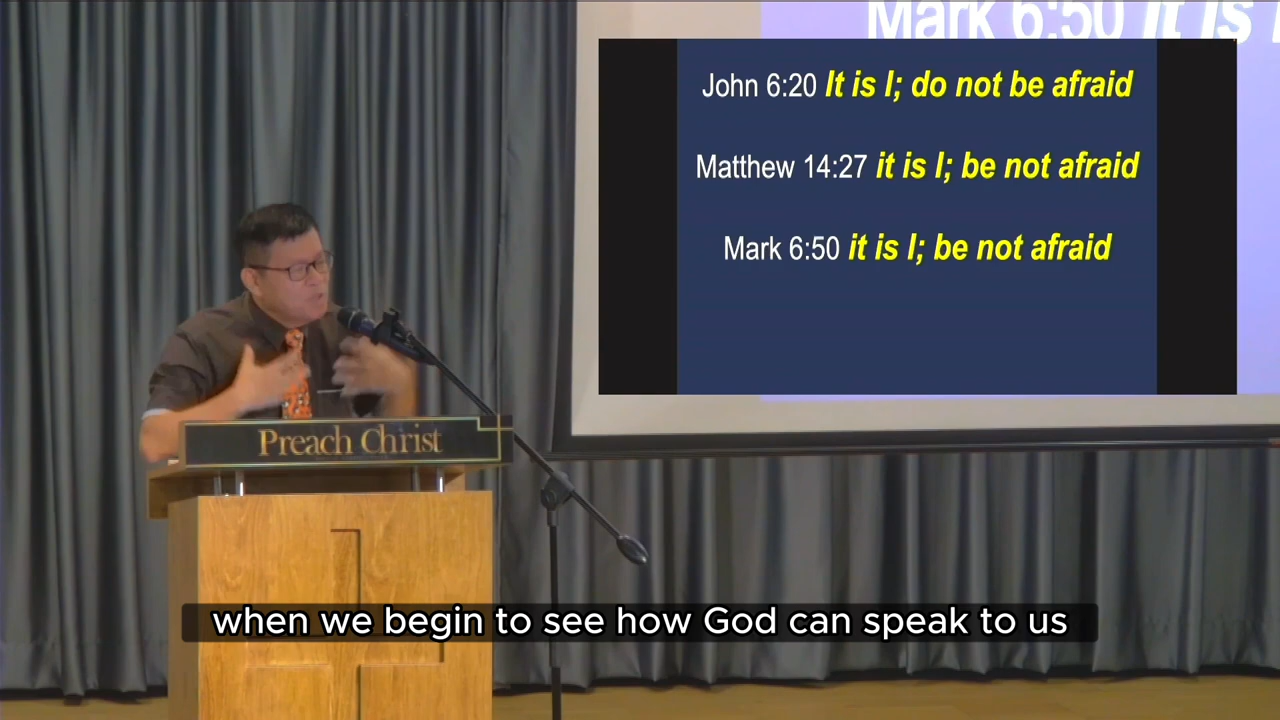 Mark 6:50 it is
John 6:20 It is I; do not be afraid
Matthew 14:27 it is I; be not afraid
Mark 6:50 it is I; be not afraid
Preach Christ
when we begin to see how God can speak to us